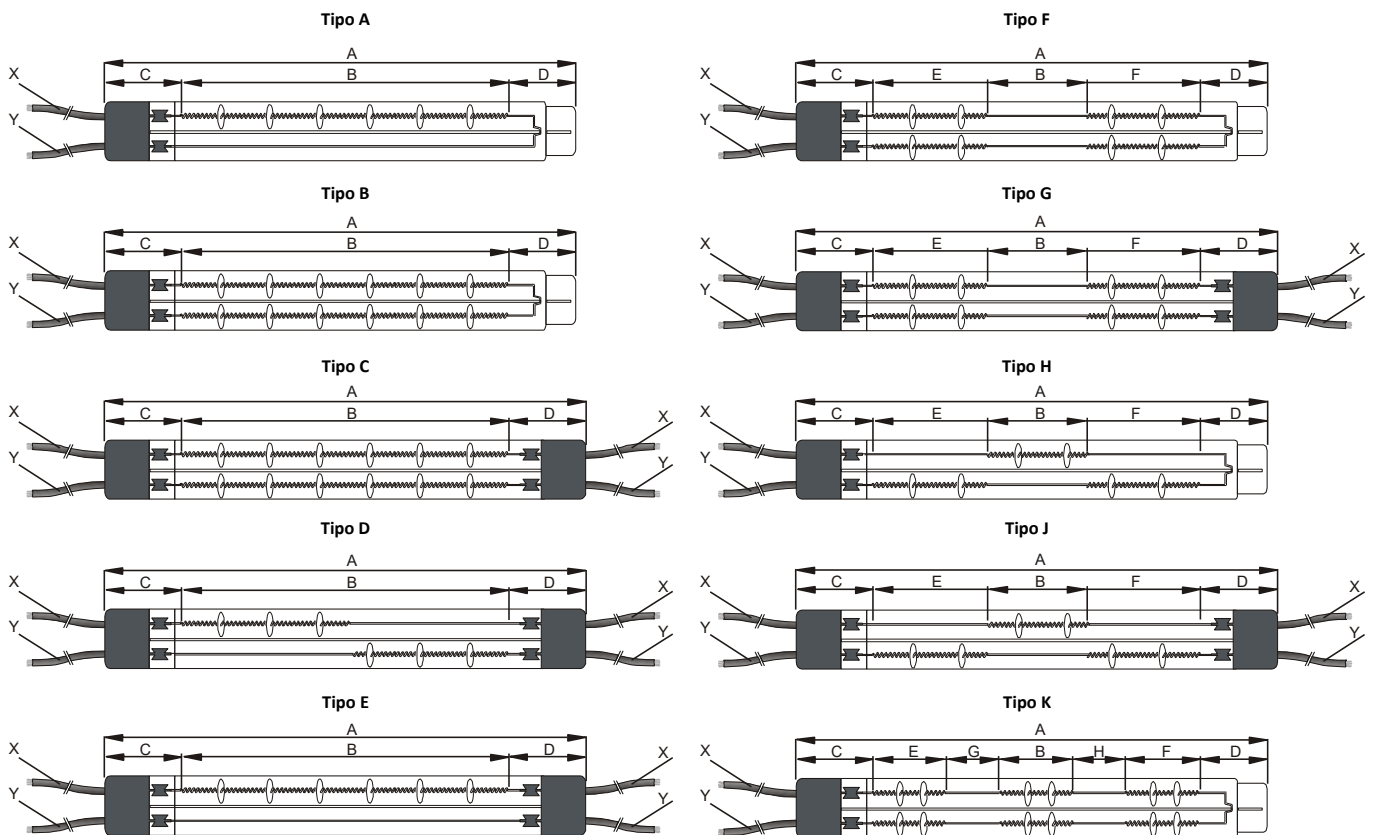 Tipo A
A
C B D
X
Y
Tipo B
A
C B D
X
Y
Tipo C
A
C B D
X X
Y Y
Tipo D
A
C B D
X X
Y Y
Tipo E
A
C B D
X X
Y Y
Tipo F
A
C E B F D
X
Y
Tipo G
A
C E B F D
X X
Y Y
Tipo H
A
C E B F D
X
Y
Tipo J
A
C E B F D
X X
Y Y
Tipo K
A
C E G B H F D
X
Y